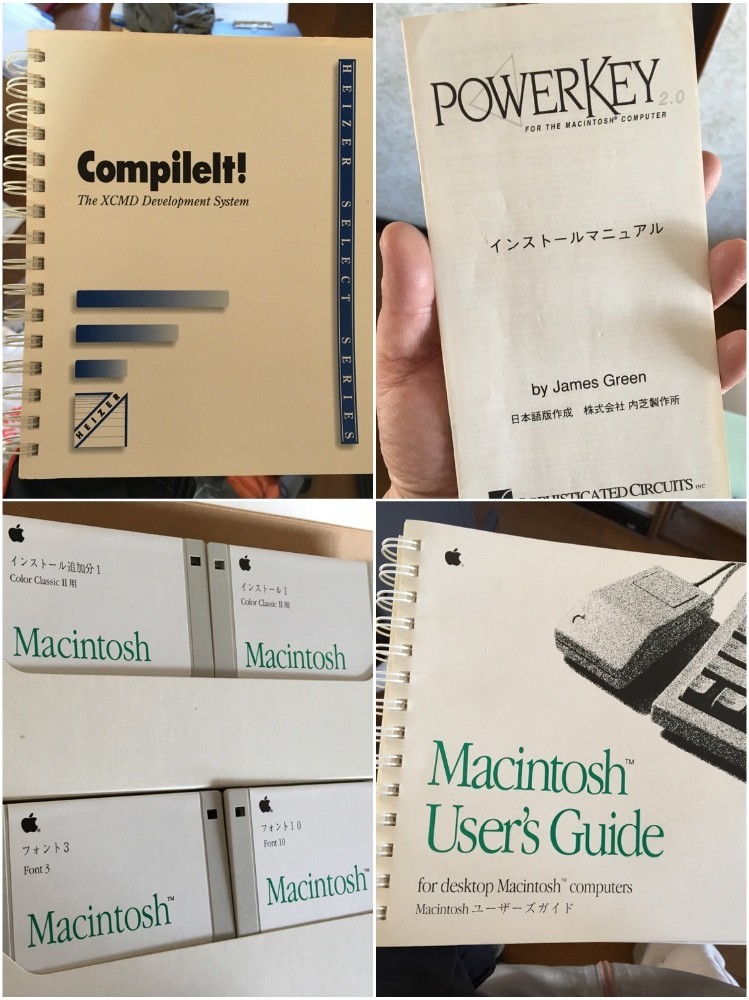 HEIZER SELECT SERIES
CompileIt!
The XCMD Development System
HEIZER
POWERKEY 2.0
FOR THE MACINTOSH® COMPUTER
インストールマニュアル
by James Green
日本語版作成 株式会社 内芝製作所
SOPHISTICATED CIRCUITS INC
インストール追加分1
Color Classic II 用
Macintosh
インストール1
Color Classic II 用
Macintosh
フォント3
Font 3
Macintosh™
フォント10
Font 10
Macintosh™
Macintosh™
User's Guide
for desktop Macintosh™ computers
Macintosh ユーザーズガイド